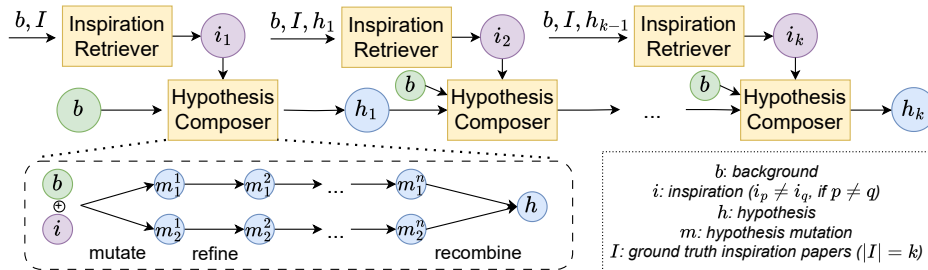 b, I
Inspiration
Retriever
i₁
b, I, h₁
Inspiration
Retriever
i₂
b, I, hₖ₋₁
Inspiration
Retriever
iₖ
b
Hypothesis
Composer
h₁
b
Hypothesis
Composer
...
b
Hypothesis
Composer
hₖ
b
⊕
i
m₁¹
m₁²
...
m₁ⁿ
m₂¹
m₂²
...
m₂ⁿ
h
mutate
refine
recombine
b: background
i: inspiration (iₚ ≠ i_q, if p ≠ q)
h: hypothesis
m: hypothesis mutation
I: ground truth inspiration papers (|I| = k)